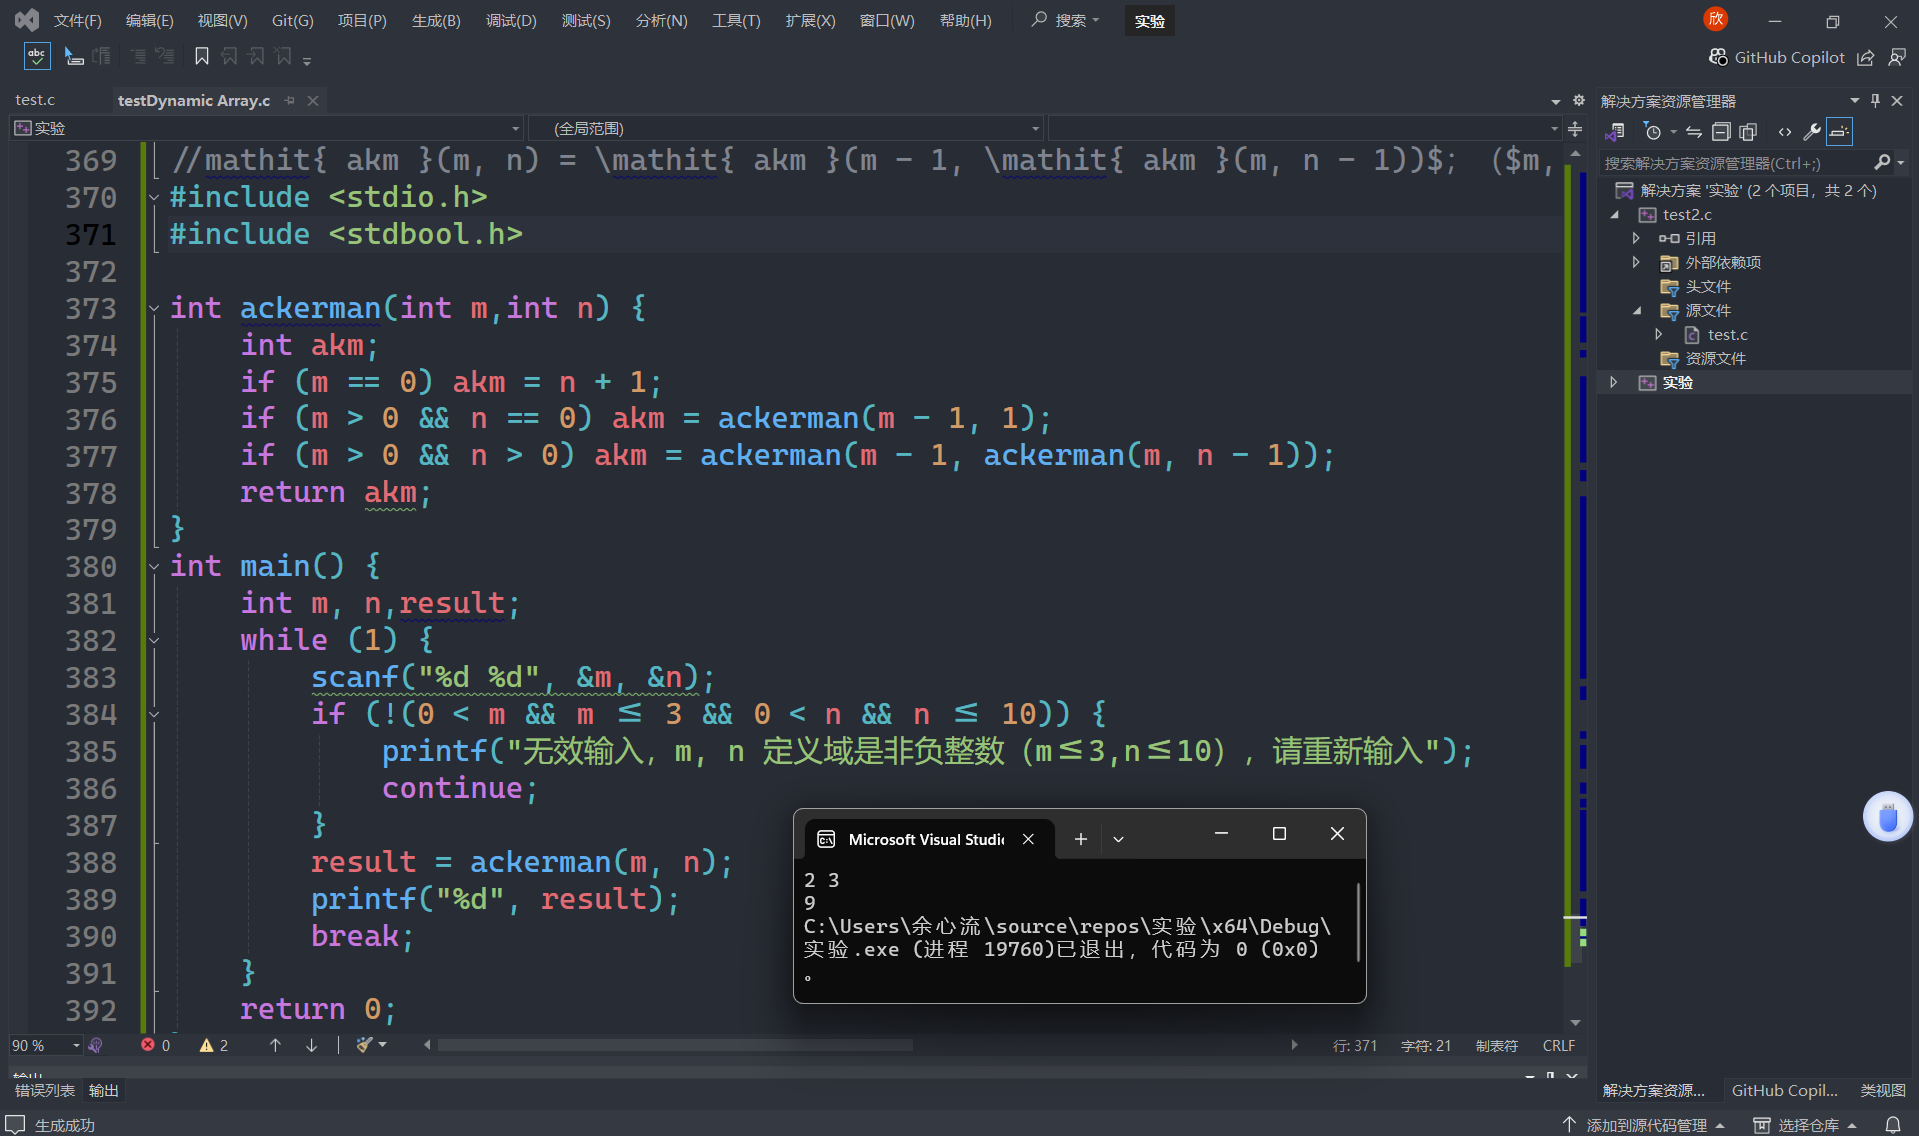 文件(F) 编辑(E) 视图(V) Git(G) 项目(P) 生成(B) 调试(D) 测试(S) 分析(N) 工具(T) 扩展(X) 窗口(W) 帮助(H) 搜索 实验 欣
abc GitHub Copilot
test.c testDynamic Array.c
实验 (全局范围)
369 //mathit{ akm }(m, n) = \mathit{ akm }(m - 1, \mathit{ akm }(m, n - 1))$; ($m,
370 #include <stdio.h>
371 #include <stdbool.h>
372
373 int ackerman(int m,int n) {
374 int akm;
375 if (m == 0) akm = n + 1;
376 if (m > 0 && n == 0) akm = ackerman(m - 1, 1);
377 if (m > 0 && n > 0) akm = ackerman(m - 1, ackerman(m, n - 1));
378 return akm;
379 }
380 int main() {
381 int m, n,result;
382 while (1) {
383 scanf("%d %d", &m, &n);
384 if (!(0 < m && m ≤ 3 && 0 < n && n ≤ 10)) {
385 printf("无效输入，m，n 定义域是非负整数（m≤3,n≤10），请重新输入");
386 continue;
387 }
388 result = ackerman(m, n);
389 printf("%d", result);
390 break;
391 }
392 return 0;
Microsoft Visual Studi
2 3
9
C:\Users\余心流\source\repos\实验\x64\Debug\
实验.exe (进程 19760)已退出，代码为 0 (0x0)
。
解决方案资源管理器
搜索解决方案资源管理器(Ctrl+;)
解决方案 '实验' (2 个项目，共 2 个)
test2.c
引用
外部依赖项
头文件
源文件
test.c
资源文件
实验
90 % 0 2 行: 371 字符: 21 制表符 CRLF
输出
错误列表 输出
解决方案资源... GitHub Copil... 类视图
生成成功 添加到源代码管理 选择仓库